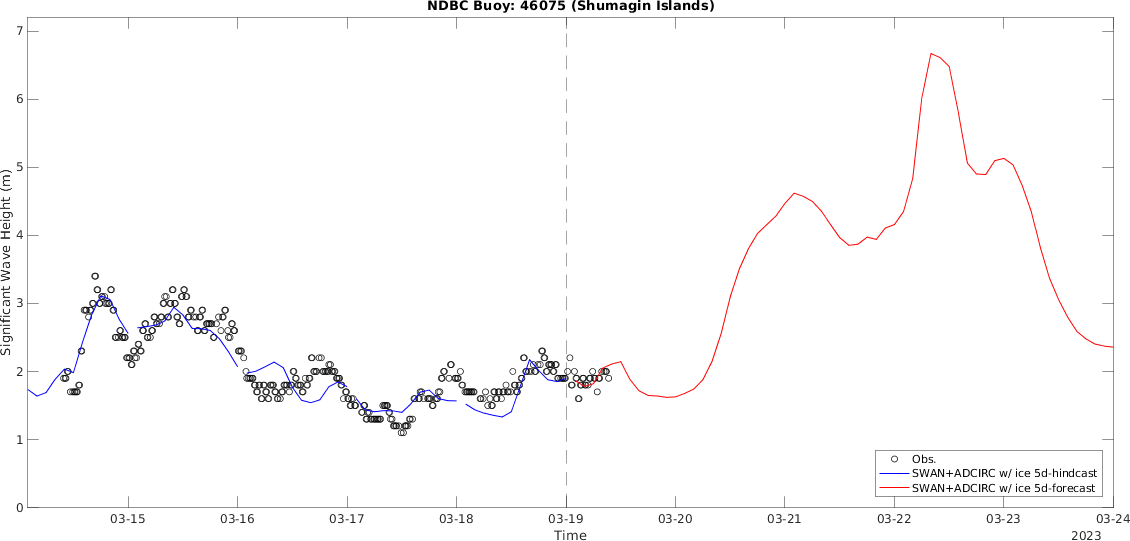 NDBC Buoy: 46075 (Shumagin Islands)
7
6
5
4
3
2
1
0
Significant Wave Height (m)
Obs.
SWAN+ADCIRC w/ ice 5d-hindcast
SWAN+ADCIRC w/ ice 5d-forecast
03-15 03-16 03-17 03-18 03-19 03-20 03-21 03-22 03-23 03-24
Time
2023